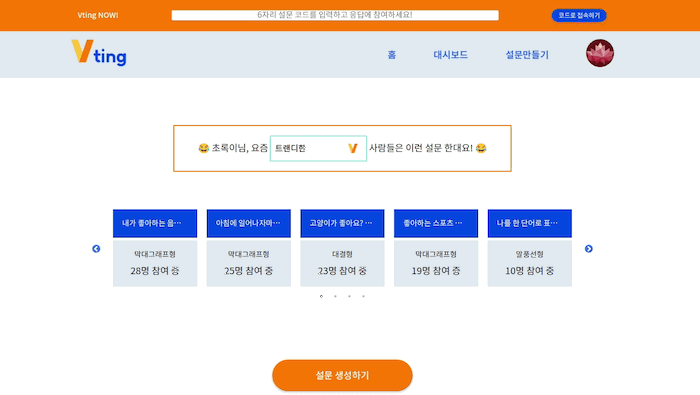 Vting NOW!
6자리 설문 코드를 입력하고 응답에 참여하세요!
코드로 접속하기
Vting
홈
대시보드
설문만들기
😂 초록이님, 요즘 트랜디한 V 사람들은 이런 설문 한대요! 😂
내가 좋아하는 음…
아침에 일어나자마…
고양이가 좋아요? …
좋아하는 스포츠 …
나를 한 단어로 표…
막대그래프형
28명 참여 중
막대그래프형
25명 참여 중
대결형
23명 참여 중
막대그래프형
19명 참여 중
말풍선형
10명 참여 중
설문 생성하기